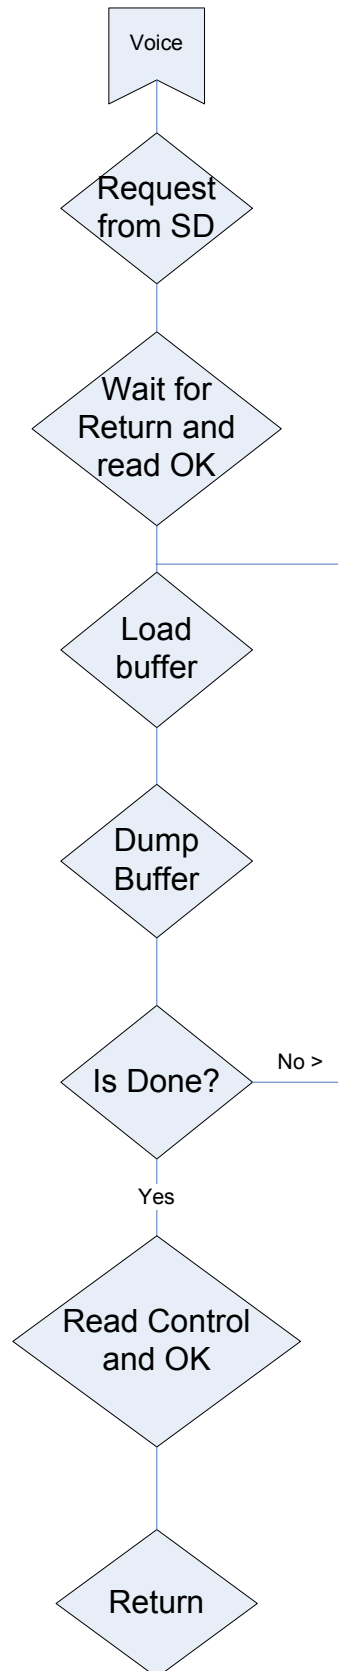 Voice
Request
from SD
Wait for
Return and
read OK
Load
buffer
Dump
Buffer
Is Done?
No >
Yes
Read Control
and OK
Return